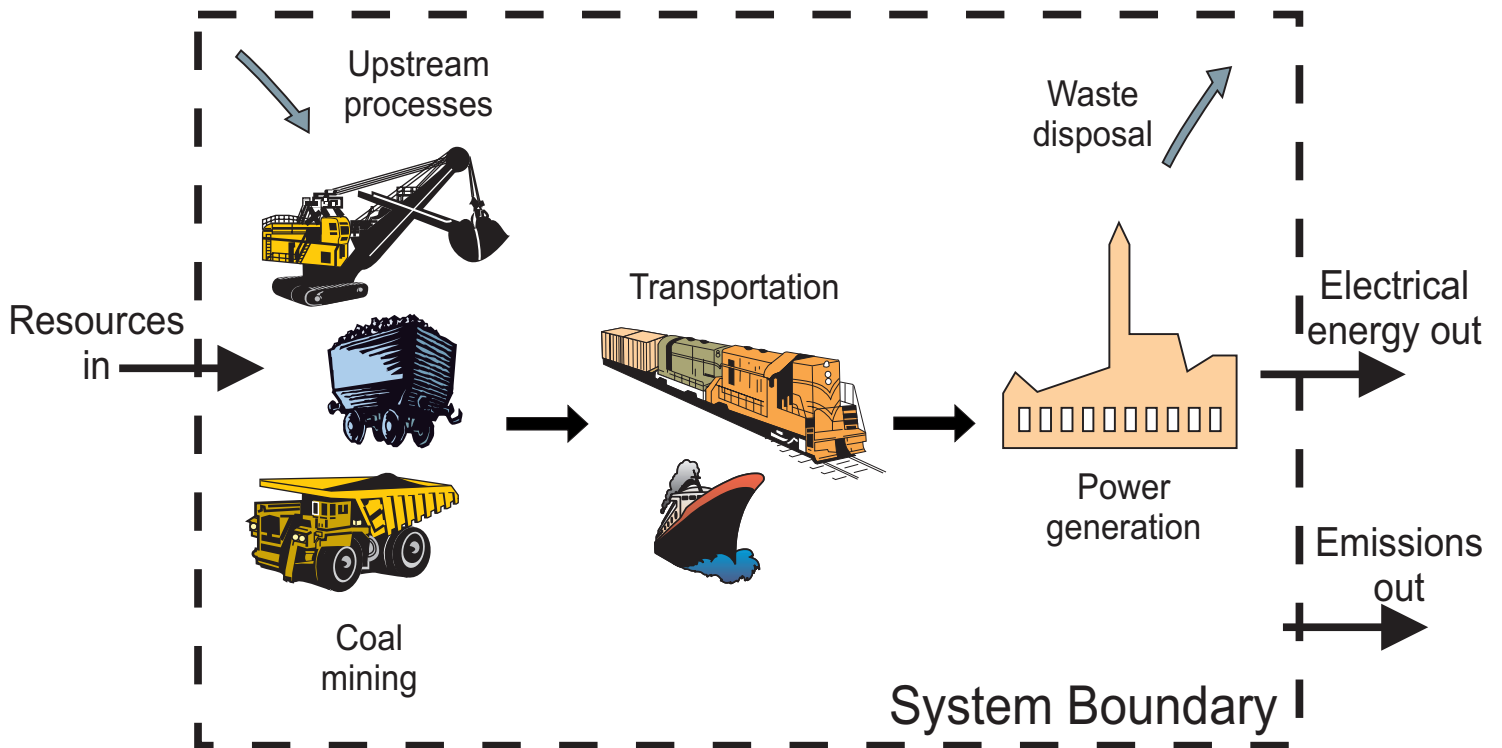 Upstream
processes
Waste
disposal
Resources
in
Transportation
Electrical
energy out
Power
generation
Emissions
out
Coal
mining
System Boundary